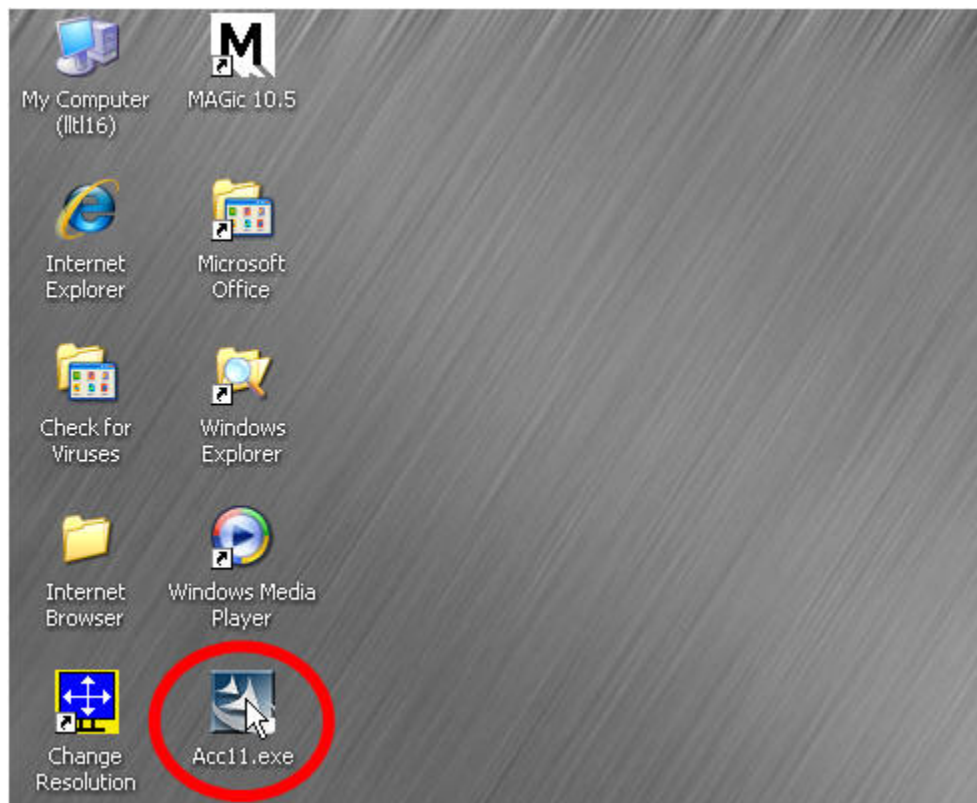 My Computer
(lltl16)
MAGic 10.5
Internet
Explorer
Microsoft
Office
Check for
Viruses
Windows
Explorer
Internet
Browser
Windows Media
Player
Change
Resolution
Acc11.exe